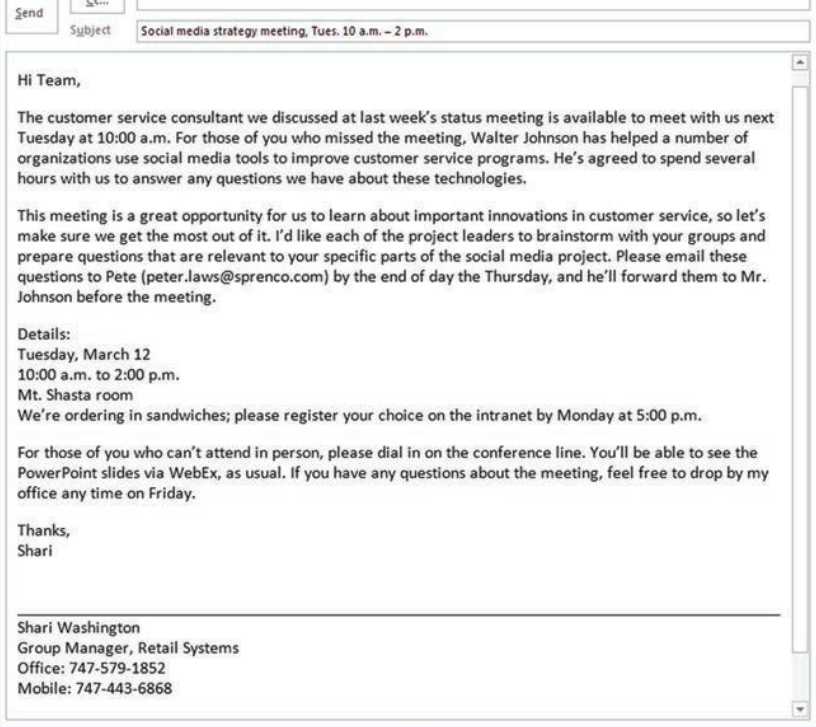 Send
Subject
Social media strategy meeting, Tues. 10 a.m. – 2 p.m.
Hi Team,
The customer service consultant we discussed at last week's status meeting is available to meet with us next
Tuesday at 10:00 a.m. For those of you who missed the meeting, Walter Johnson has helped a number of
organizations use social media tools to improve customer service programs. He's agreed to spend several
hours with us to answer any questions we have about these technologies.
This meeting is a great opportunity for us to learn about important innovations in customer service, so let's
make sure we get the most out of it. I'd like each of the project leaders to brainstorm with your groups and
prepare questions that are relevant to your specific parts of the social media project. Please email these
questions to Pete (peter.laws@sprenco.com) by the end of day the Thursday, and he'll forward them to Mr.
Johnson before the meeting.
Details:
Tuesday, March 12
10:00 a.m. to 2:00 p.m.
Mt. Shasta room
We're ordering in sandwiches; please register your choice on the intranet by Monday at 5:00 p.m.
For those of you who can't attend in person, please dial in on the conference line. You'll be able to see the
PowerPoint slides via WebEx, as usual. If you have any questions about the meeting, feel free to drop by my
office any time on Friday.
Thanks,
Shari
Shari Washington
Group Manager, Retail Systems
Office: 747-579-1852
Mobile: 747-443-6868